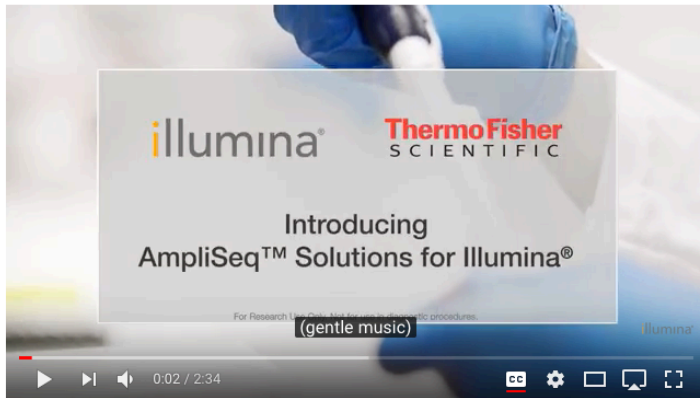 illumina®
ThermoFisher
SCIENTIFIC
Introducing
AmpliSeq™ Solutions for Illumina®
For Research Use Only. Not for use in diagnostic procedures.
(gentle music)
illumina®
0:02 / 2:34
CC